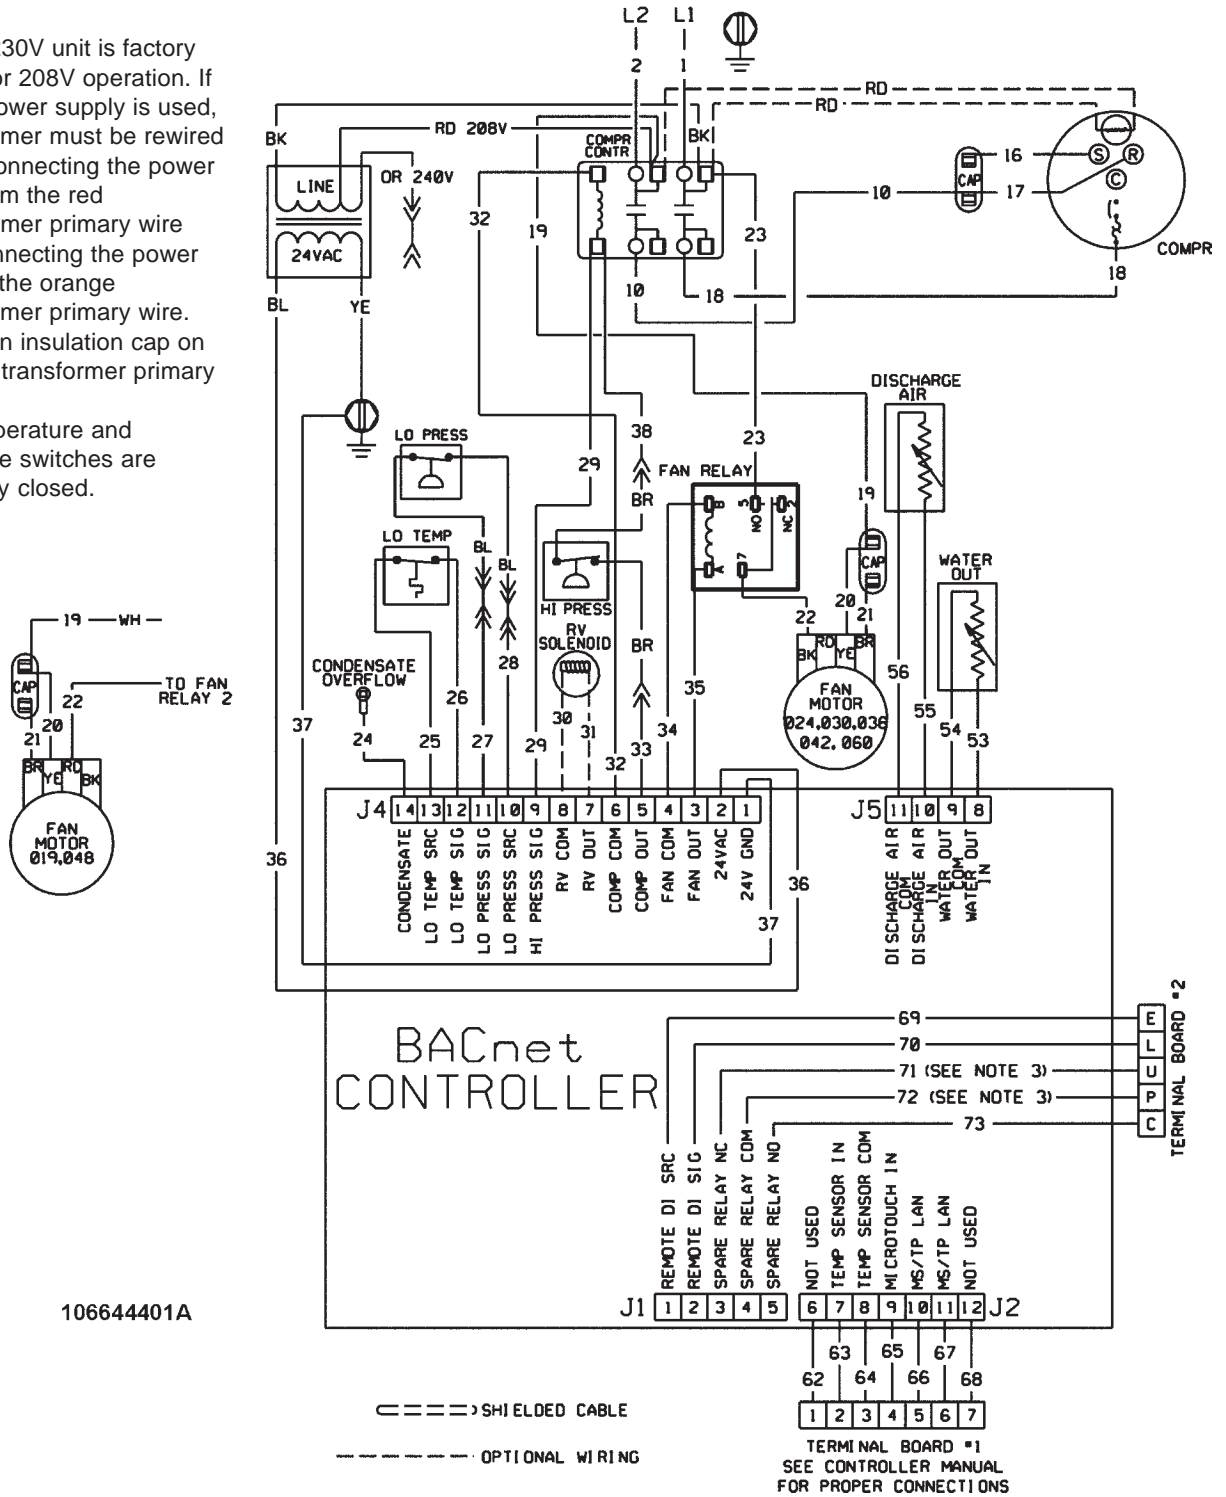 30V unit is factory
or 208V operation. If
ower supply is used,
mer must be rewired
onnecting the power
m the red
mer primary wire
nnecting the power
the orange
mer primary wire.
n insulation cap on
transformer primary
perature and
e switches are
y closed.
L2 L1
2 1
RD
RD
BK
RD 208V
COMPR
CONTR
BK
LINE
OR 240V
24VAC
BL
YE
32
19
10
18
23
10
16
17
CAP
S
R
C
18
COMPR
DISCHARGE
AIR
LO PRESS
LO TEMP
29
38
BR
23
FAN RELAY
B
5
NO
2
NC
A
7
19
CAP
WATER
OUT
BL
BL
HI PRESS
RV
SOLENOID
BR
22
20
21
BK
RD
YE
BR
FAN
MOTOR
024,030,036
042,060
19 WH
CAP
22
TO FAN
RELAY 2
20
21
BR
YE
RD
BK
FAN
MOTOR
019,048
CONDENSATE
OVERFLOW
37
24
25
26
27
28
29
30
31
32
33
34
35
56
55
54
53
J4 14 13 12 11 10 9 8 7 6 5 4 3 2 1
CONDENSATE
LO TEMP SRC
LO TEMP SIG
LO PRESS SIG
LO PRESS SRC
HI PRESS SIG
RV COM
RV OUT
COMP COM
COMP OUT
FAN COM
FAN OUT
24VAC
24V GND
36
36
37
J5 11 10 9 8
DISCHARGE AIR
COM
DISCHARGE AIR
IN
WATER OUT
COM
WATER OUT
IN
BACnet
CONTROLLER
69
70
71 (SEE NOTE 3)
72 (SEE NOTE 3)
73
E
L
U
P
C
TERMINAL BOARD #2
REMOTE DI SRC
REMOTE DI SIG
SPARE RELAY NC
SPARE RELAY COM
SPARE RELAY NO
J1 1 2 3 4 5
NOT USED
TEMP SENSOR IN
TEMP SENSOR COM
MICROTOUCH IN
MS/TP LAN
MS/TP LAN
NOT USED
6 7 8 9 10 11 12 J2
62
63
64
65
66
67
68
1 2 3 4 5 6 7
TERMINAL BOARD #1
SEE CONTROLLER MANUAL
FOR PROPER CONNECTIONS
106644401A
SHIELDED CABLE
OPTIONAL WIRING